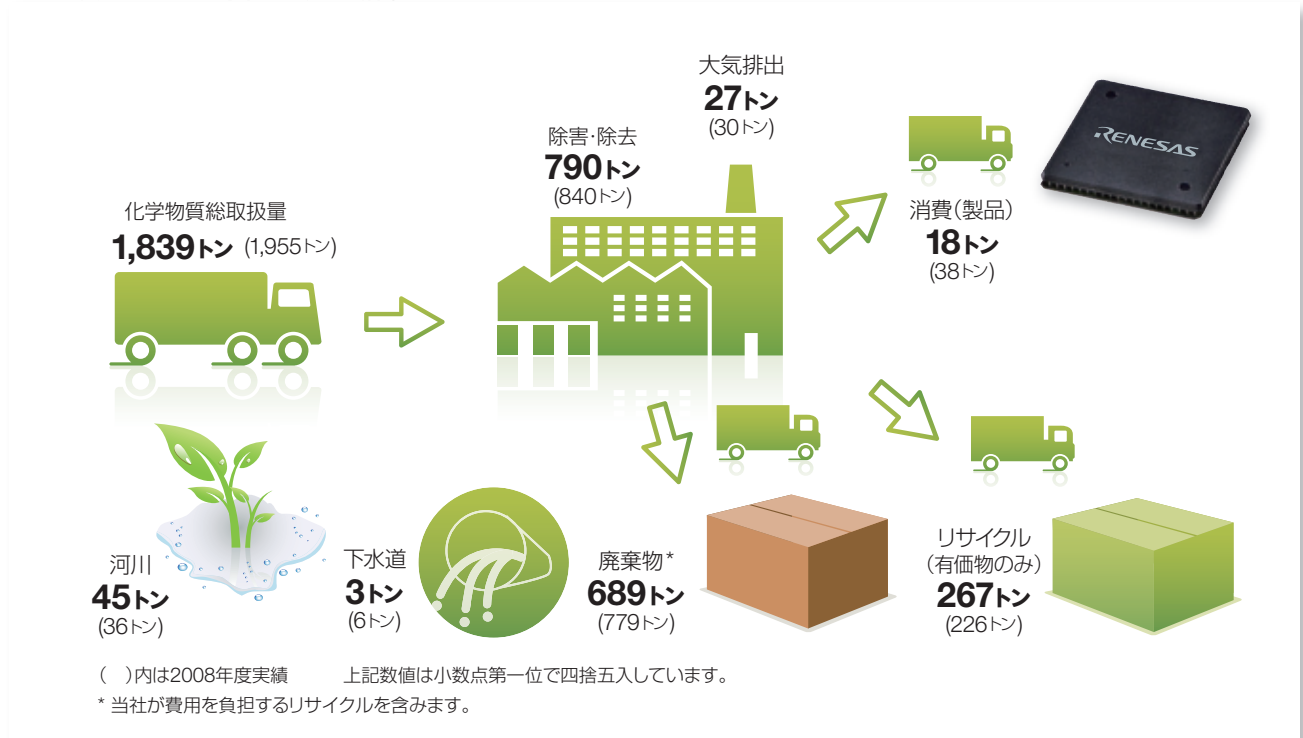 大気排出
27トン
(30トン)
除害・除去
790トン
(840トン)
化学物質総取扱量
1,839トン (1,955トン)
RENESAS
消費（製品）
18トン
(38トン)
河川
45トン
(36トン)
下水道
3トン
(6トン)
廃棄物*
689トン
(779トン)
リサイクル
（有価物のみ）
267トン
(226トン)
（　）内は2008年度実績　　上記数値は小数点第一位で四捨五入しています。
* 当社が費用を負担するリサイクルを含みます。